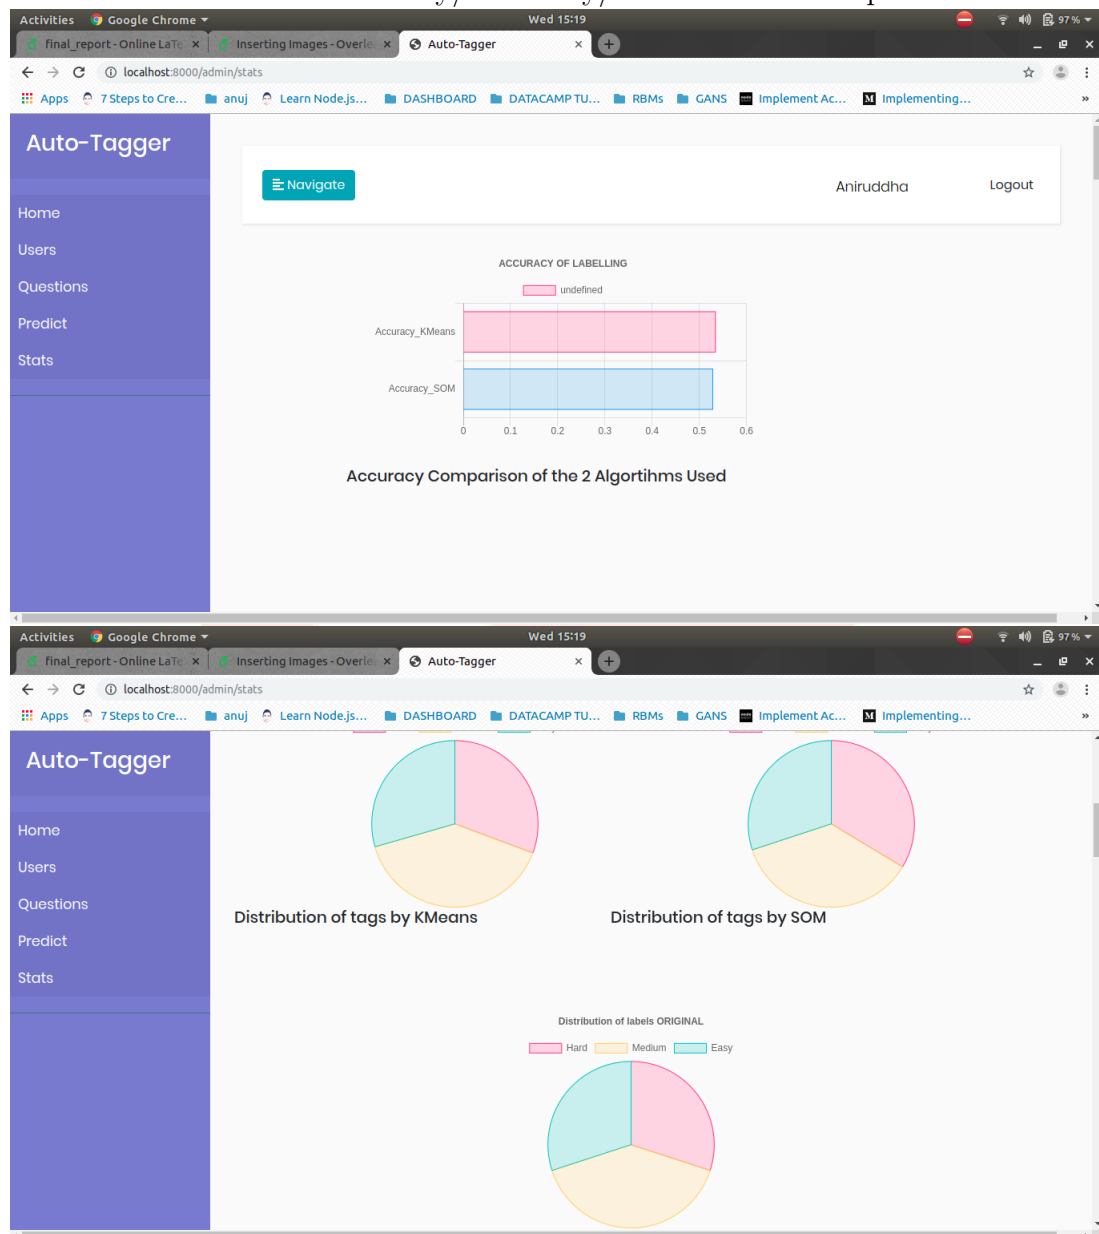 Activities Google Chrome Wed 15:19 97%
final_report - Online LaTe × Inserting Images - Overle × Auto-Tagger ×
localhost:8000/admin/stats
Apps 7 Steps to Cre... anuj Learn Node.js... DASHBOARD DATACAMP TU... RBMs GANS Implement Ac... Implementing... »
Auto-Tagger
Navigate Aniruddha Logout
Home
Users
Questions
Predict
Stats
ACCURACY OF LABELLING
undefined
Accuracy_KMeans
Accuracy_SOM
0 0.1 0.2 0.3 0.4 0.5 0.6
Accuracy Comparison of the 2 Algortihms Used
Activities Google Chrome Wed 15:19 97%
final_report - Online LaTe × Inserting Images - Overle × Auto-Tagger ×
localhost:8000/admin/stats
Apps 7 Steps to Cre... anuj Learn Node.js... DASHBOARD DATACAMP TU... RBMs GANS Implement Ac... Implementing... »
Auto-Tagger
Home
Users
Questions
Predict
Stats
Distribution of tags by KMeans Distribution of tags by SOM
Distribution of labels ORIGINAL
Hard Medium Easy